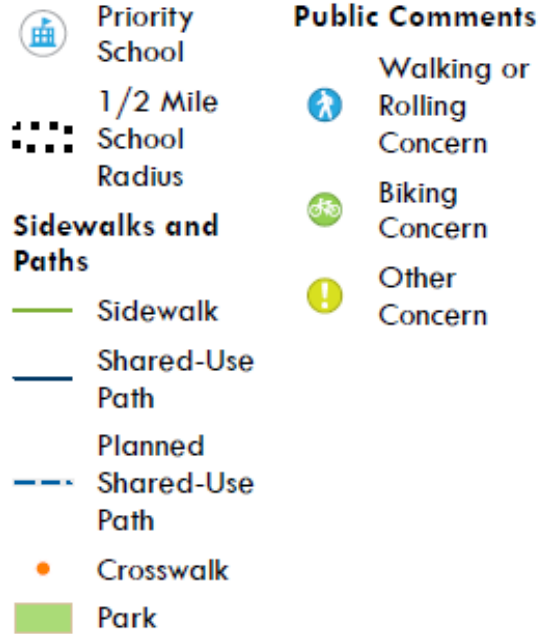 Priority
School
1/2 Mile
School
Radius
Sidewalks and
Paths
Sidewalk
Shared-Use
Path
Planned
Shared-Use
Path
Crosswalk
Park
Public Comments
Walking or
Rolling
Concern
Biking
Concern
Other
Concern